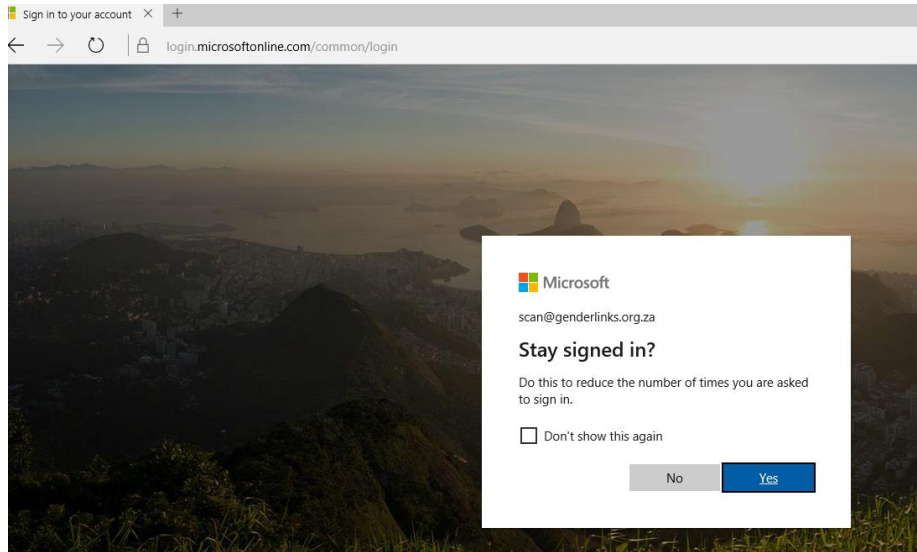 Sign in to your account
login.microsoftonline.com/common/login
Microsoft
scan@genderlinks.org.za
Stay signed in?
Do this to reduce the number of times you are asked
to sign in.
Don't show this again
No Yes